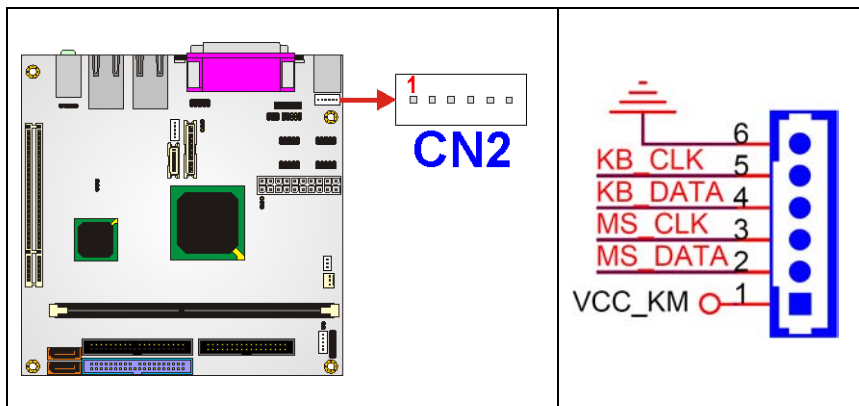 1
CN2
6
KB_CLK 5
KB_DATA 4
MS_CLK 3
MS_DATA 2
VCC_KM 1